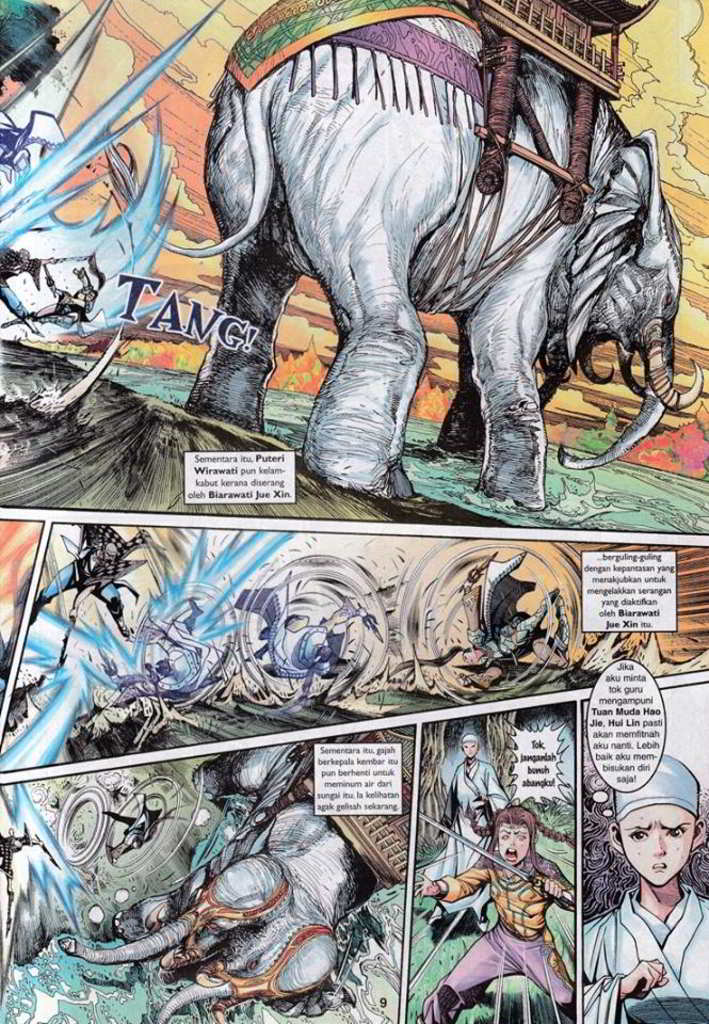 TANG!
Sementara itu, Puteri
Wirawati pun kelam-
kabut kerana diserang
oleh Biarawati Jue Xin.
..berguling-guling
dengan kepantasan yang
menakjubkan untuk
mengelakkan serangan
yang diaktifkan
oleh Biarawati
Jue Xin itu.
Sementara itu, gajah
berkepala kembar itu
pun berhenti untuk
meminum air dari
sungai itu. Ia kelihatan
agak gelisah sekarang.
Tok,
janganlah
bunuh
abangku!
Jika
aku minta
tok guru
mengampuni
Tuan Muda Hao
Jie, Hui Lin pasti
akan memfitnah
aku nanti. Lebih
baik aku mem-
bisukan diri
saja!
9